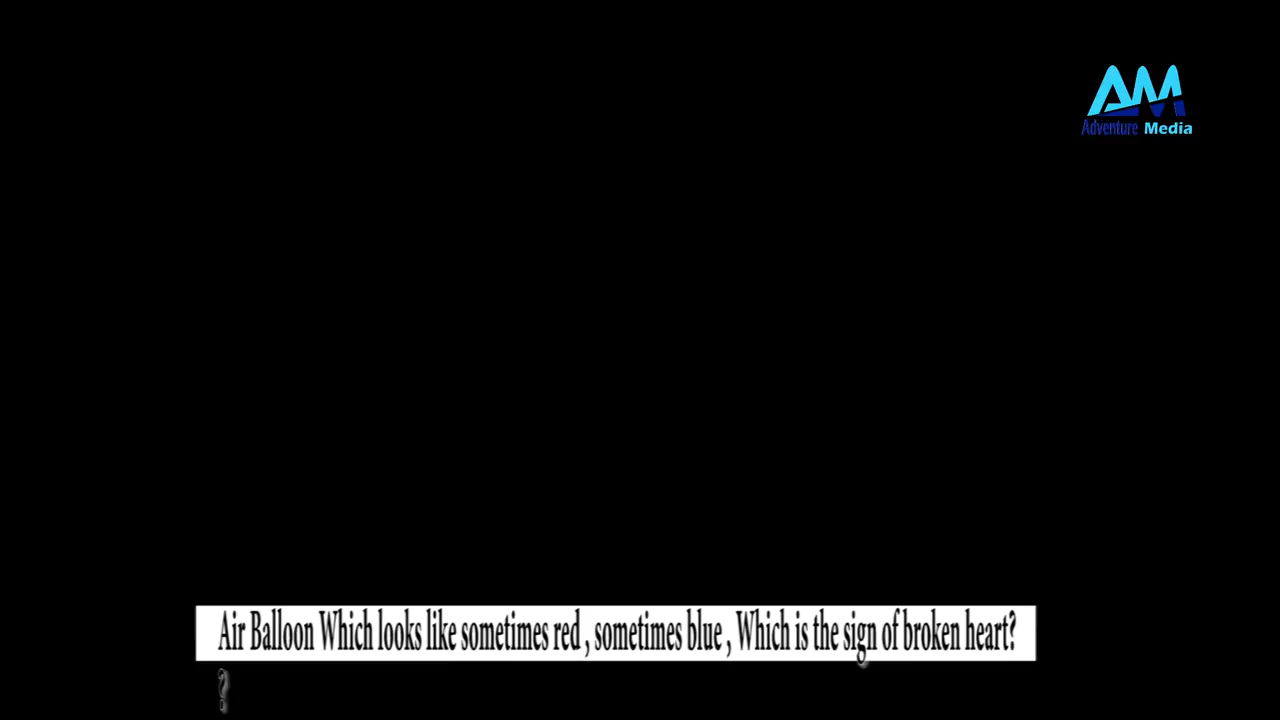 AM
Adventure Media
Air Balloon Which looks like sometimes red , sometimes blue , Which is the sign of broken heart?
?